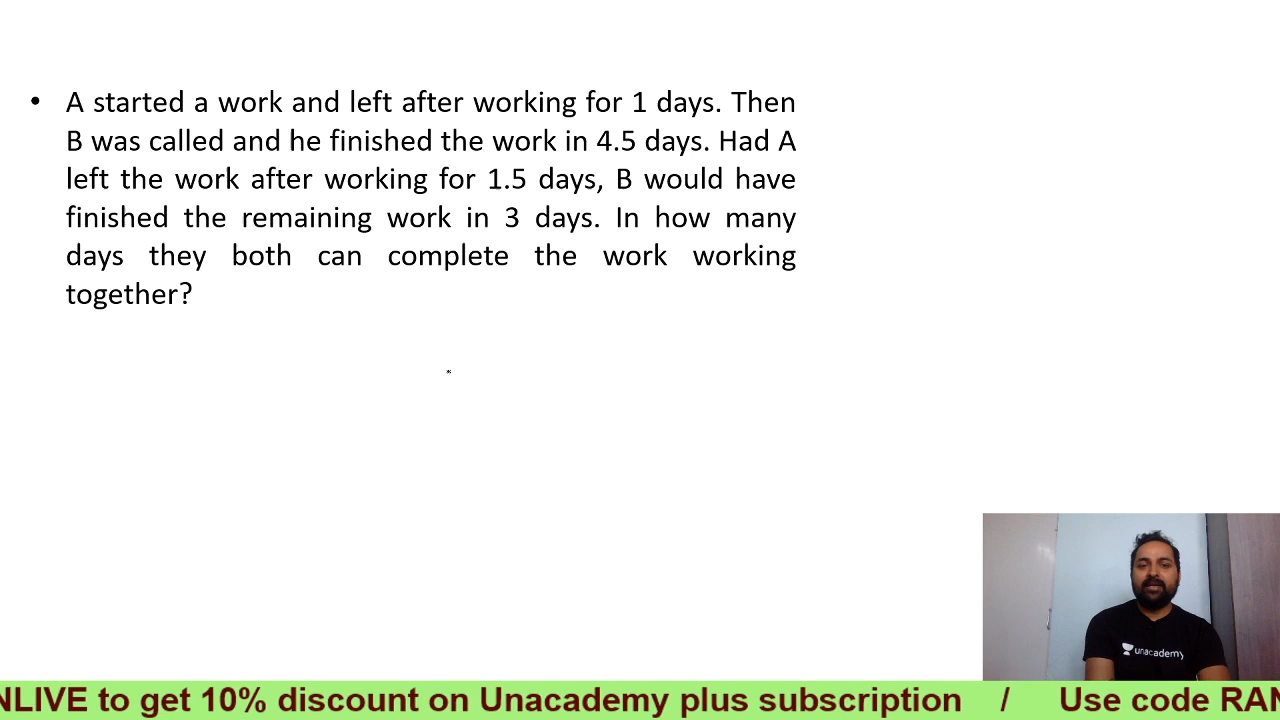 • A started a work and left after working for 1 days. Then
B was called and he finished the work in 4.5 days. Had A
left the work after working for 1.5 days, B would have
finished the remaining work in 3 days. In how many
days they both can complete the work working
together?
unacademy
NLIVE to get 10% discount on Unacademy plus subscription / Use code RAN